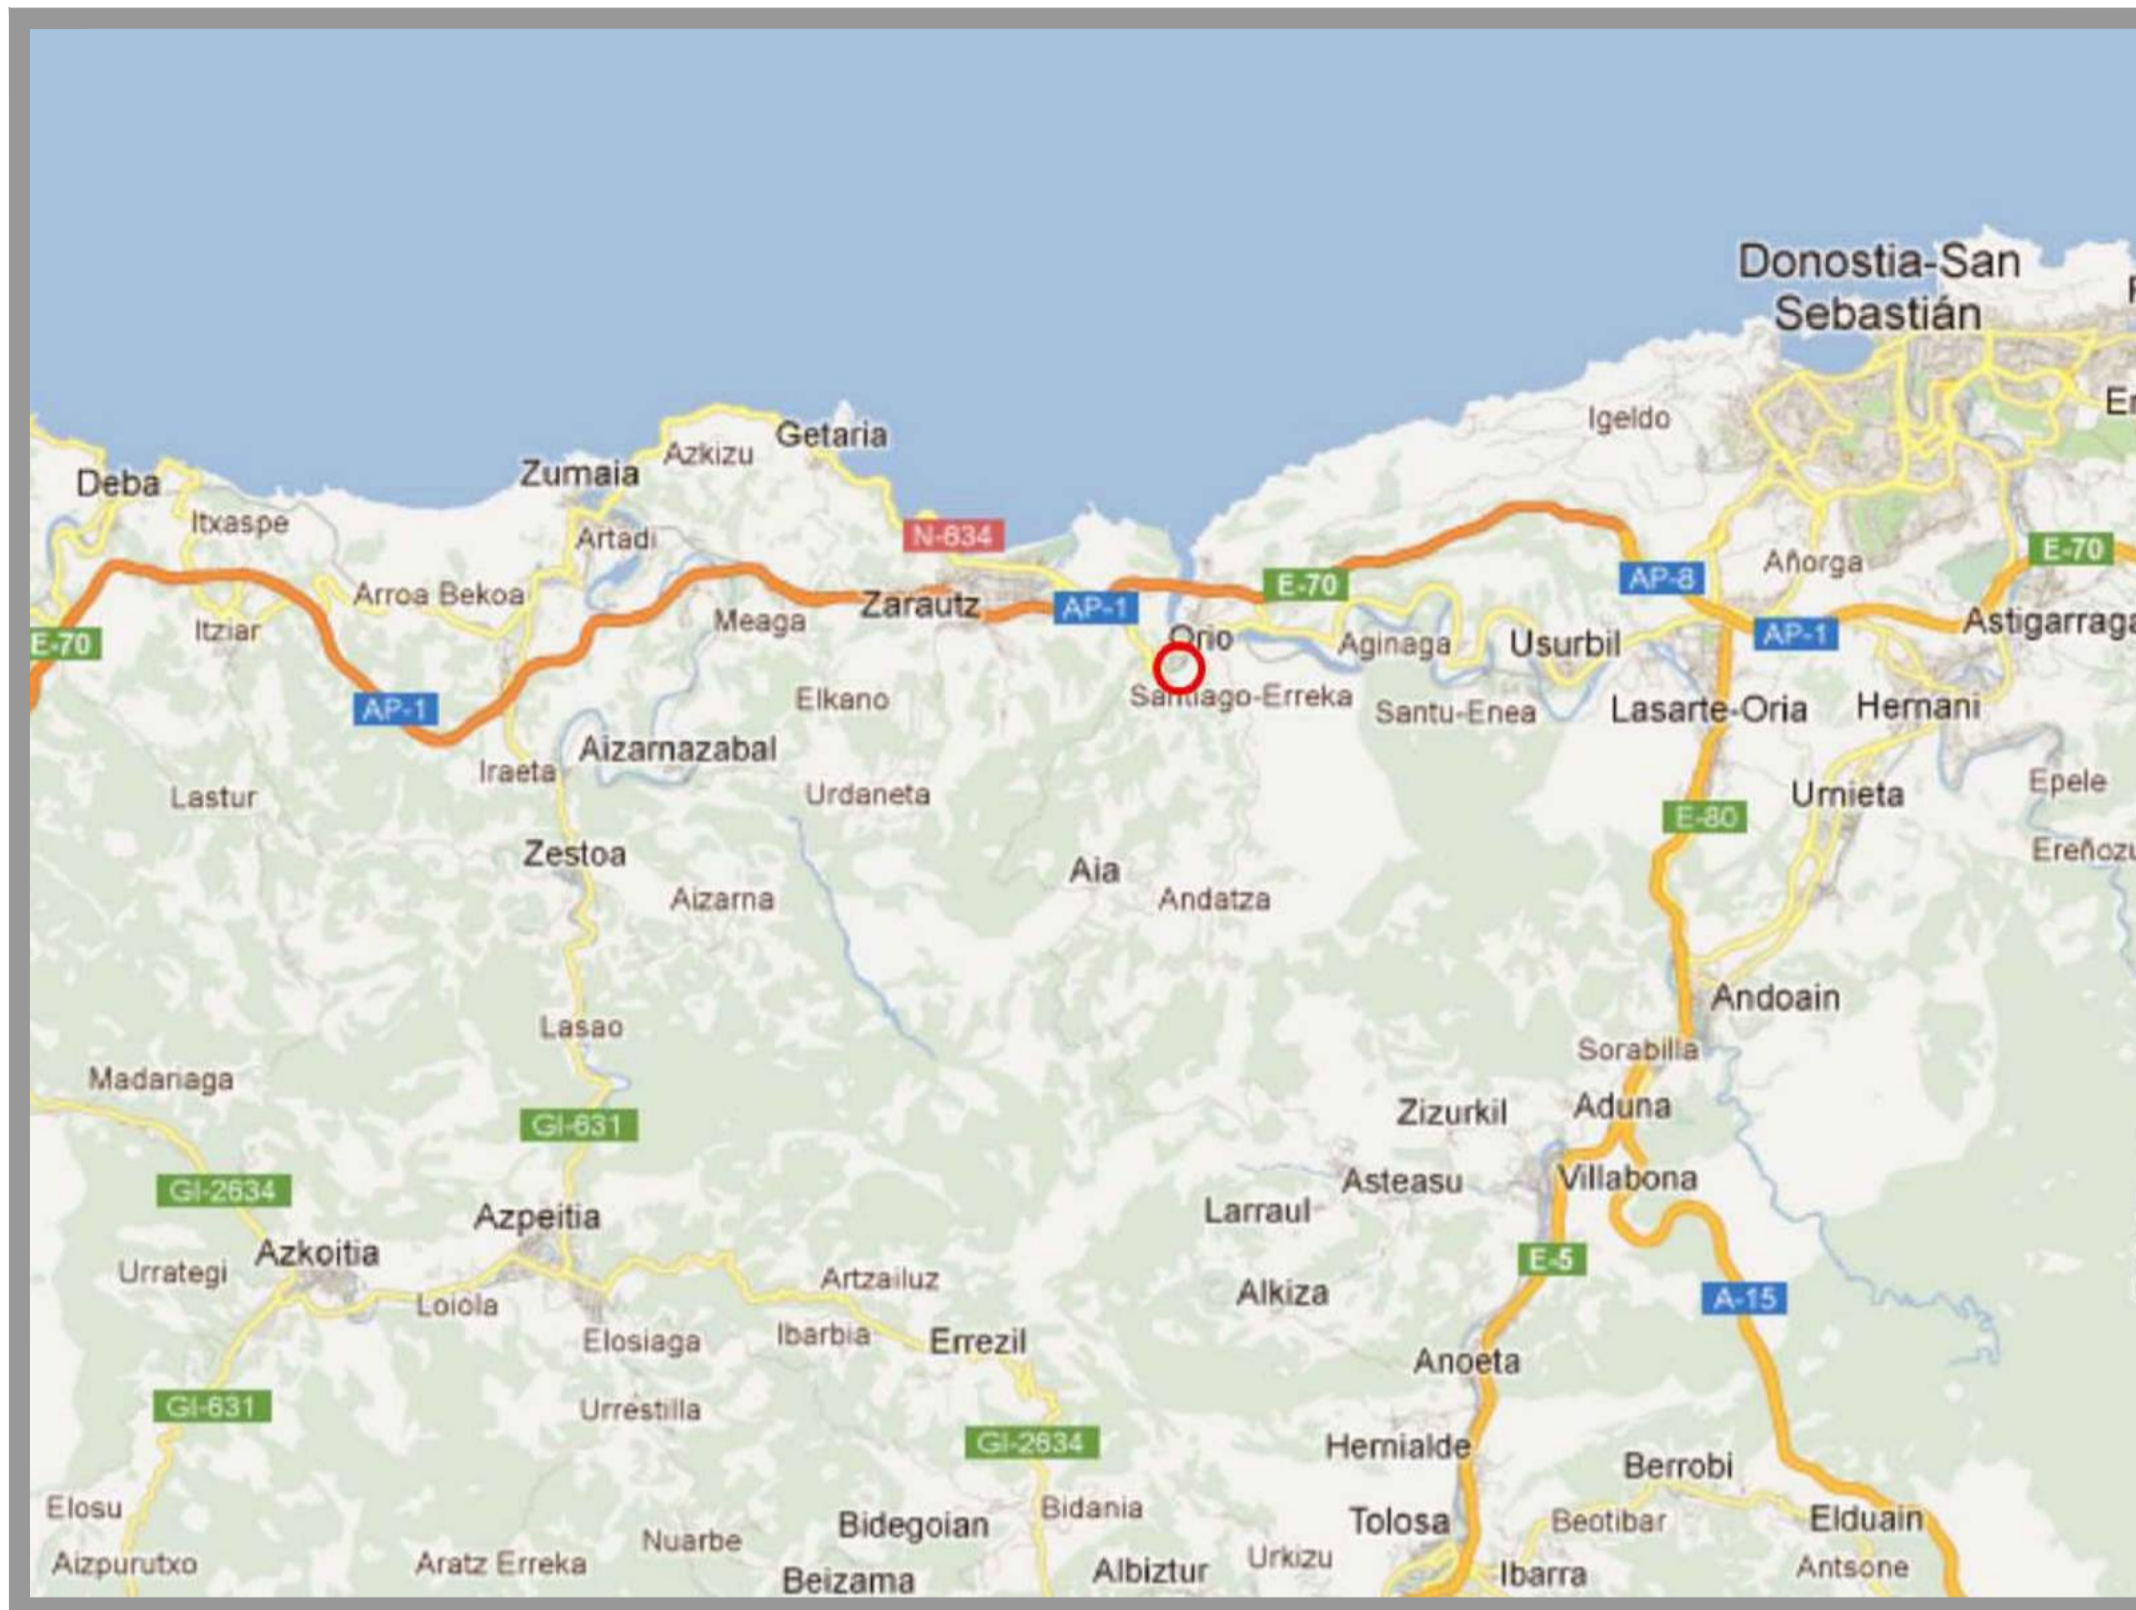 Donostia-San
Sebastián
Igeldo
Getaria
Azkizu
Zumaia
Deba
Itxaspe
Artadi
N-634
E-70
AP-8
Añorga
E-70
Arroa Bekoa
Zarautz
AP-1
Meaga
Itziar
E-70
Orio
Aginaga
Usurbil
AP-1
Astigarraga
AP-1
Elkano
Santiago-Erreka
Santu-Enea
Lasarte-Oria
Hernani
Aizarnazabal
Iraeta
Lastur
Urdaneta
Urnieta
Epele
E-80
Zestoa
Aia
Ereñozu
Aizarna
Andatza
Andoain
Lasao
Sorabilla
Madariaga
Zizurkil
Aduna
GI-631
GI-2634
Asteasu
Villabona
Azpeitia
Larraul
Azkoitia
Urrategi
E-5
Artzailuz
Alkiza
A-15
Loiola
Elosiaga
Ibarbia
Errezil
Anoeta
GI-631
Urrestilla
GI-2634
Hernialde
Berrobi
Elosu
Bidania
Bidegoian
Tolosa
Beotibar
Elduain
Nuarbe
Aizpurutxo
Aratz Erreka
Beizama
Albiztur
Urkizu
Ibarra
Antsone